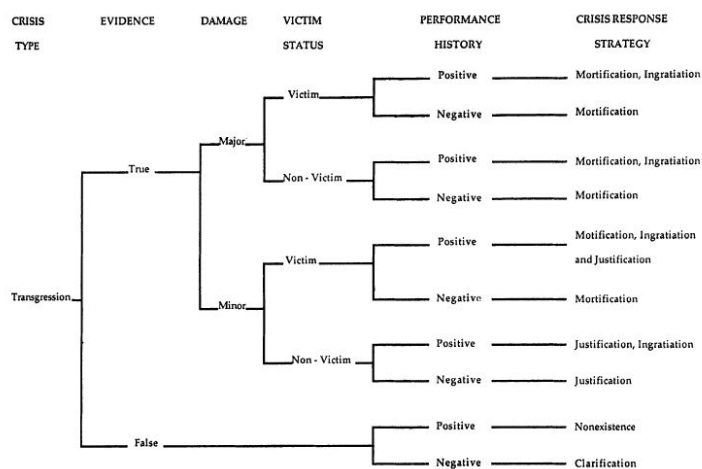 CRISIS EVIDENCE DAMAGE VICTIM PERFORMANCE CRISIS RESPONSE
TYPE STATUS HISTORY STRATEGY
Positive Mortification, Ingratiation
Victim
Negative Mortification
Major
Positive Mortification, Ingratiation
True
Non - Victim
Negative Mortification
Positive Motification, Ingratiation
Victim and Justification
Transgression
Negative Mortification
Minor
Positive Justification, Ingratiation
Non - Victim
Negative Justification
Positive Nonexistence
False
Negative Clarification